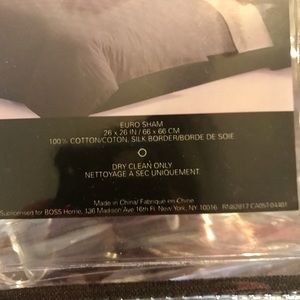 EURO SHAM
26 x 26 IN / 66 x 66 CM
100% COTTON/COTON, SILK BORDER/BORDE DE SOIE
DRY CLEAN ONLY
NETTOYAGE A SEC UNIQUEMENT.
Made in China/ Fabriqué en Chine
for BOSS Home, 136 Madison Ave 16th Fl. New York, NY, 10016